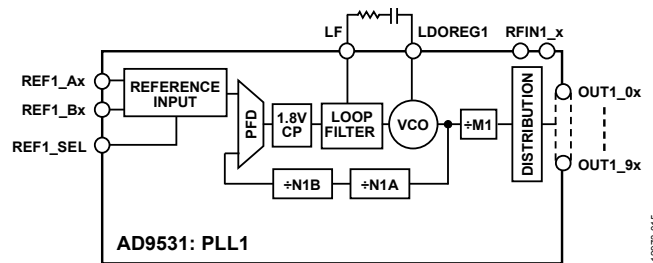 LF
LDOREG1
RFIN1_x
REF1_Ax
REF1_Bx
REF1_SEL
REFERENCE
INPUT
PFD
1.8V
CP
LOOP
FILTER
VCO
÷M1
DISTRIBUTION
OUT1_0x
OUT1_9x
÷N1B
÷N1A
AD9531: PLL1